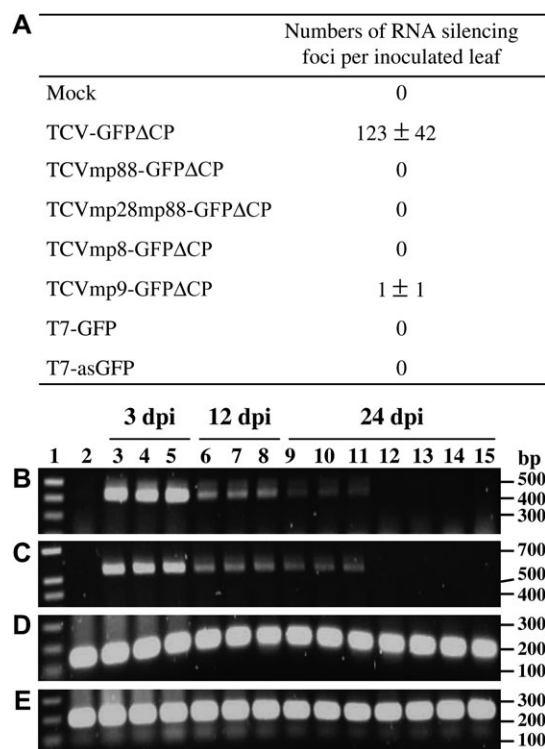 A
Numbers of RNA silencing
foci per inoculated leaf
Mock 0
TCV-GFPΔCP 123 ± 42
TCVmp88-GFPΔCP 0
TCVmp28mp88-GFPΔCP 0
TCVmp8-GFPΔCP 0
TCVmp9-GFPΔCP 1 ± 1
T7-GFP 0
T7-asGFP 0
3 dpi 12 dpi 24 dpi
1 2 3 4 5 6 7 8 9 10 11 12 13 14 15 bp
B
500
400
300
C
700
500
400
D
300
200
100
E
300
200
100